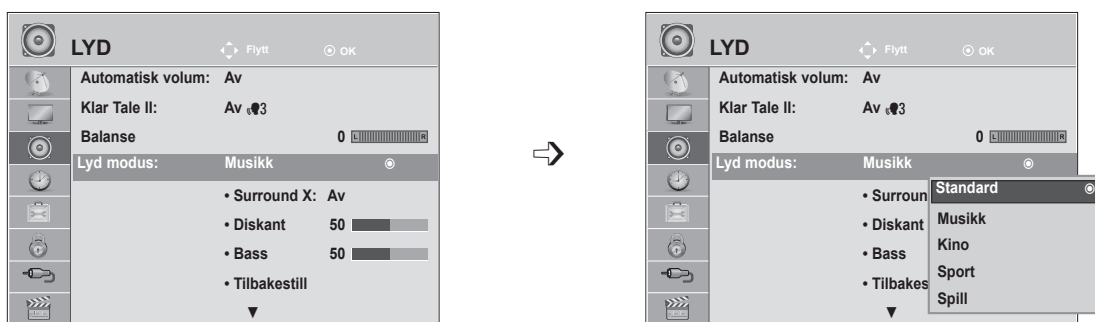 LYD Flytt OK
Automatisk volum: Av
Klar Tale II: Av 3
Balanse 0 L R
Lyd modus: Musikk
• Surround X: Av
• Diskant 50
• Bass 50
• Tilbakestill
▼
LYD Flytt OK
Automatisk volum: Av
Klar Tale II: Av 3
Balanse 0 L R
Lyd modus: Musikk
• Surroun
• Diskant
• Bass
• Tilbakes
▼
Standard
Musikk
Kino
Sport
Spill